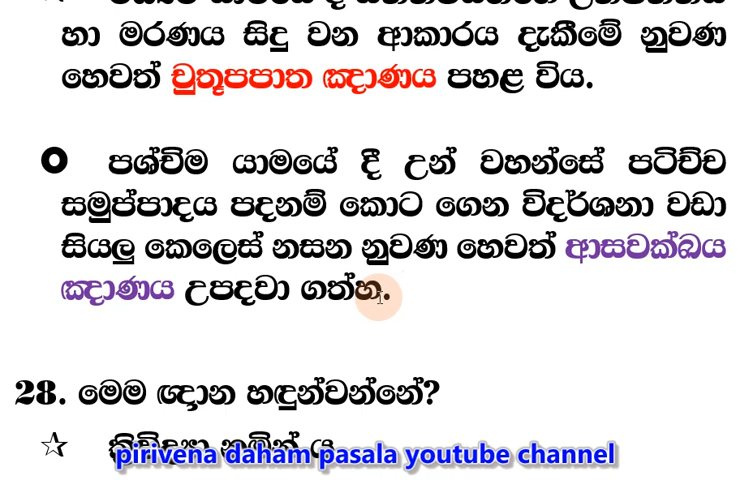 හා මරණය සිදු වන ආකාරය දැකීමේ නුවණ
හෙවත් චුතූපපාත ඤාණය පහළ විය.
පශ්චිම යාමයේ දී උන් වහන්සේ පටිච්ච
සමුප්පාදය පදනම් කොට ගෙන විදර්ශනා වඩා
සියලු කෙලෙස් නසන නුවණ හෙවත් ආසවක්ඛය
ඤාණය උපදවා ගත්හ.
28. මෙම ඥාන හඳුන්වන්නේ?
☆ ත්‍රිවිද්‍යා නමින් ය
pirivena daham pasala youtube channel